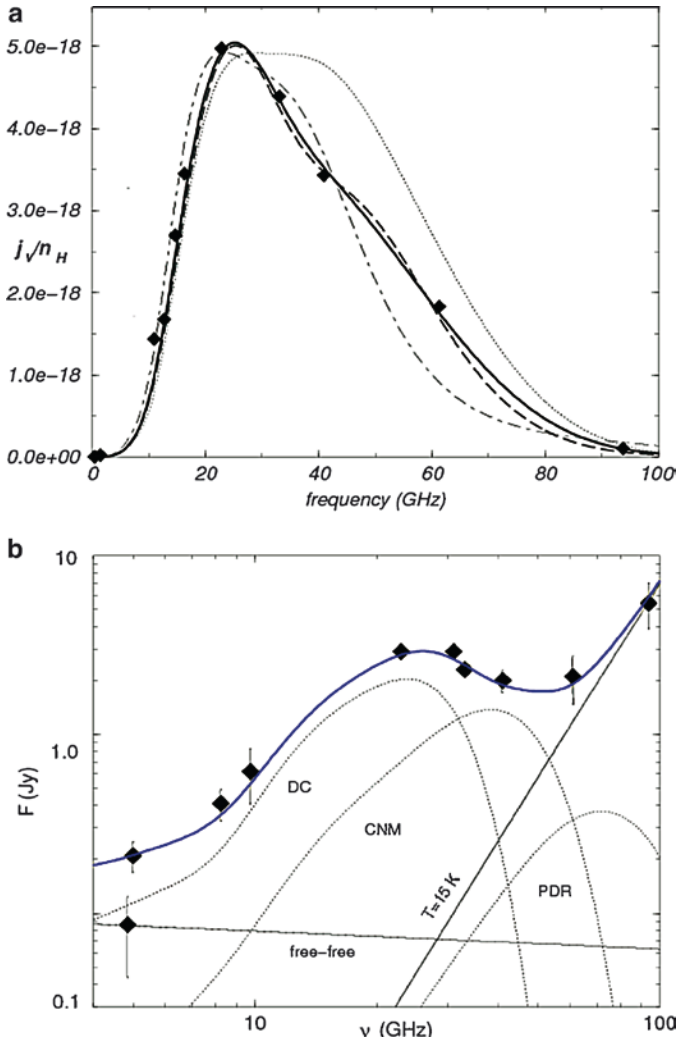 a
5.0e-18
4.0e-18
3.0e-18
jν/nH
2.0e-18
1.0e-18
0.0e+00
0 20 40 60 80 100
frequency (GHz)
b
10
1.0
F (Jy)
0.1
DC
CNM
T=15 K
PDR
free-free
10 100
ν (GHz)